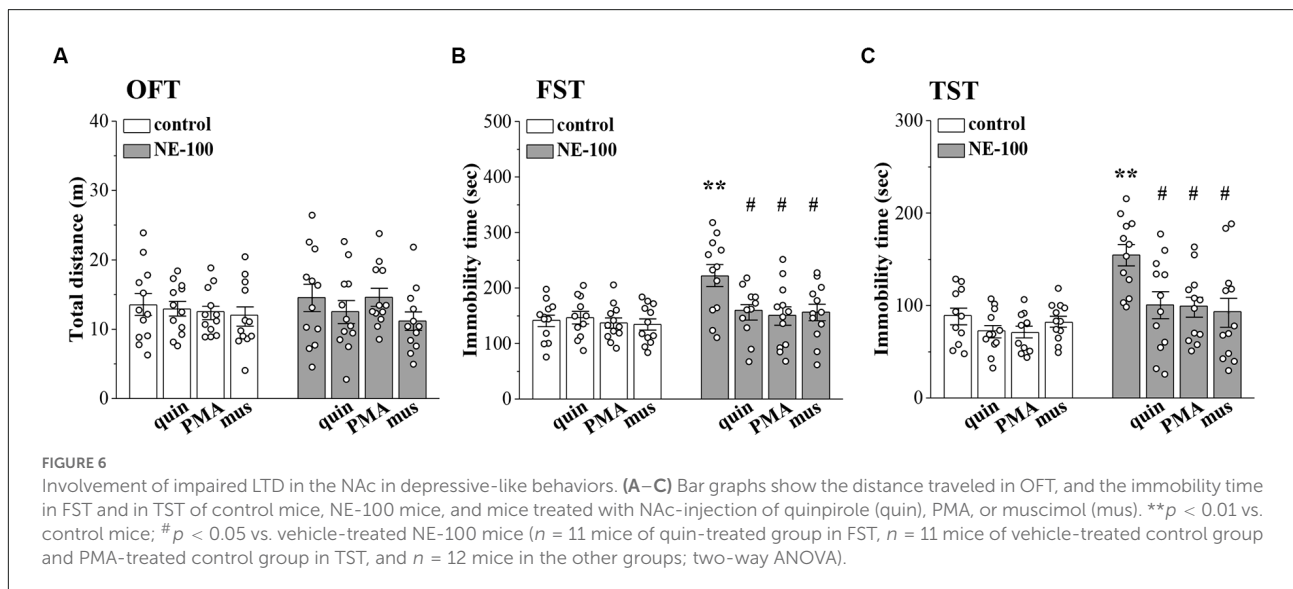 A
OFT
control
NE-100
Total distance (m)
40
30
20
10
0
quin
PMA
mus
quin
PMA
mus
B
FST
control
NE-100
Immobility time (sec)
500
400
300
200
100
0
**
#
#
#
quin
PMA
mus
quin
PMA
mus
C
TST
control
NE-100
Immobility time (sec)
300
200
100
0
**
#
#
#
quin
PMA
mus
quin
PMA
mus
FIGURE 6
Involvement of impaired LTD in the NAc in depressive-like behaviors. (A–C) Bar graphs show the distance traveled in OFT, and the immobility time
in FST and in TST of control mice, NE-100 mice, and mice treated with NAc-injection of quinpirole (quin), PMA, or muscimol (mus). **p < 0.01 vs.
control mice; #p < 0.05 vs. vehicle-treated NE-100 mice (n = 11 mice of quin-treated group in FST, n = 11 mice of vehicle-treated control group
and PMA-treated control group in TST, and n = 12 mice in the other groups; two-way ANOVA).